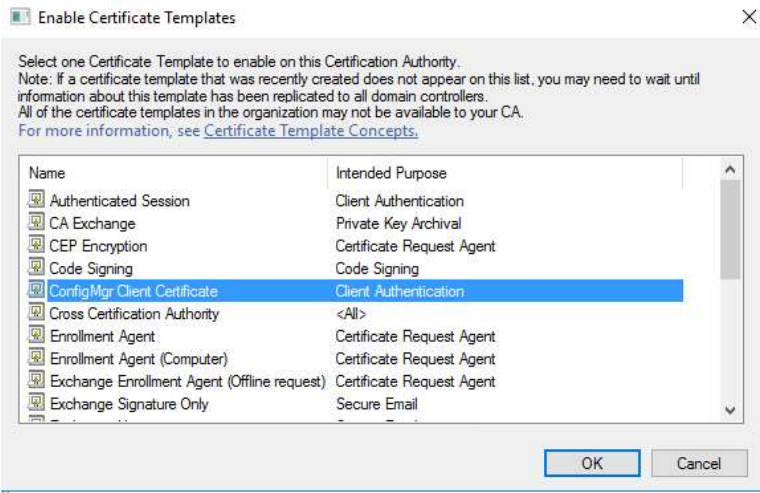 Enable Certificate Templates
Select one Certificate Template to enable on this Certification Authority.
Note: If a certificate template that was recently created does not appear on this list, you may need to wait until
information about this template has been replicated to all domain controllers.
All of the certificate templates in the organization may not be available to your CA.
For more information, see Certificate Template Concepts.
Name Intended Purpose
Authenticated Session Client Authentication
CA Exchange Private Key Archival
CEP Encryption Certificate Request Agent
Code Signing Code Signing
ConfigMgr Client Certificate Client Authentication
Cross Certification Authority <All>
Enrollment Agent Certificate Request Agent
Enrollment Agent (Computer) Certificate Request Agent
Exchange Enrollment Agent (Offline request) Certificate Request Agent
Exchange Signature Only Secure Email
OK Cancel